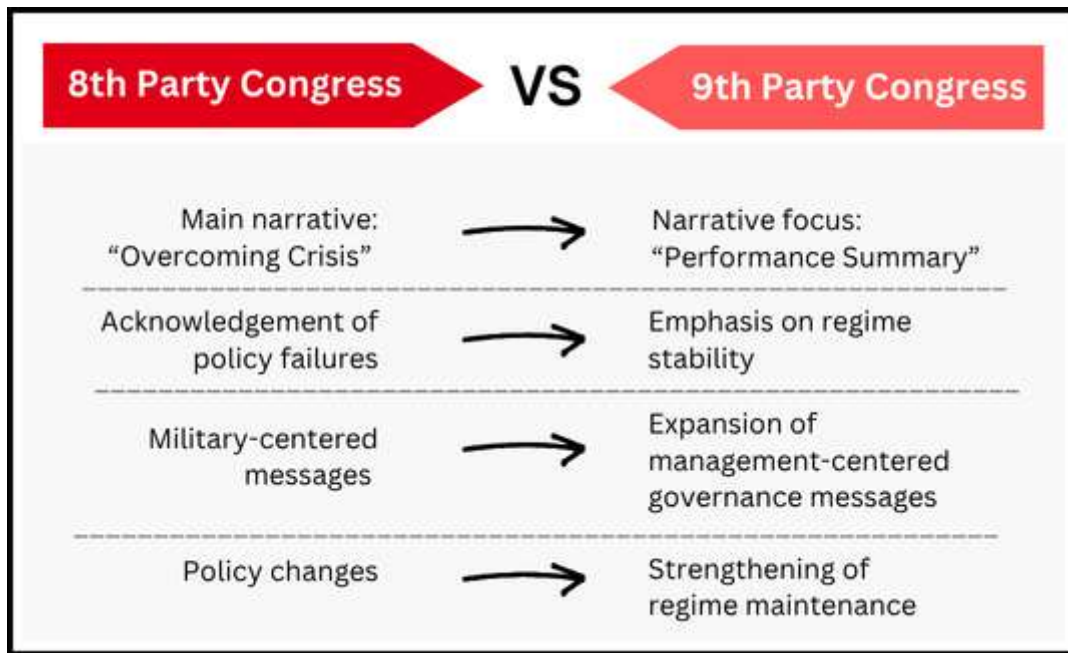 8th Party Congress
VS
9th Party Congress
Main narrative:
“Overcoming Crisis”
Narrative focus:
“Performance Summary”
Acknowledgement of
policy failures
Emphasis on regime
stability
Military-centered
messages
Expansion of
management-centered
governance messages
Policy changes
Strengthening of
regime maintenance